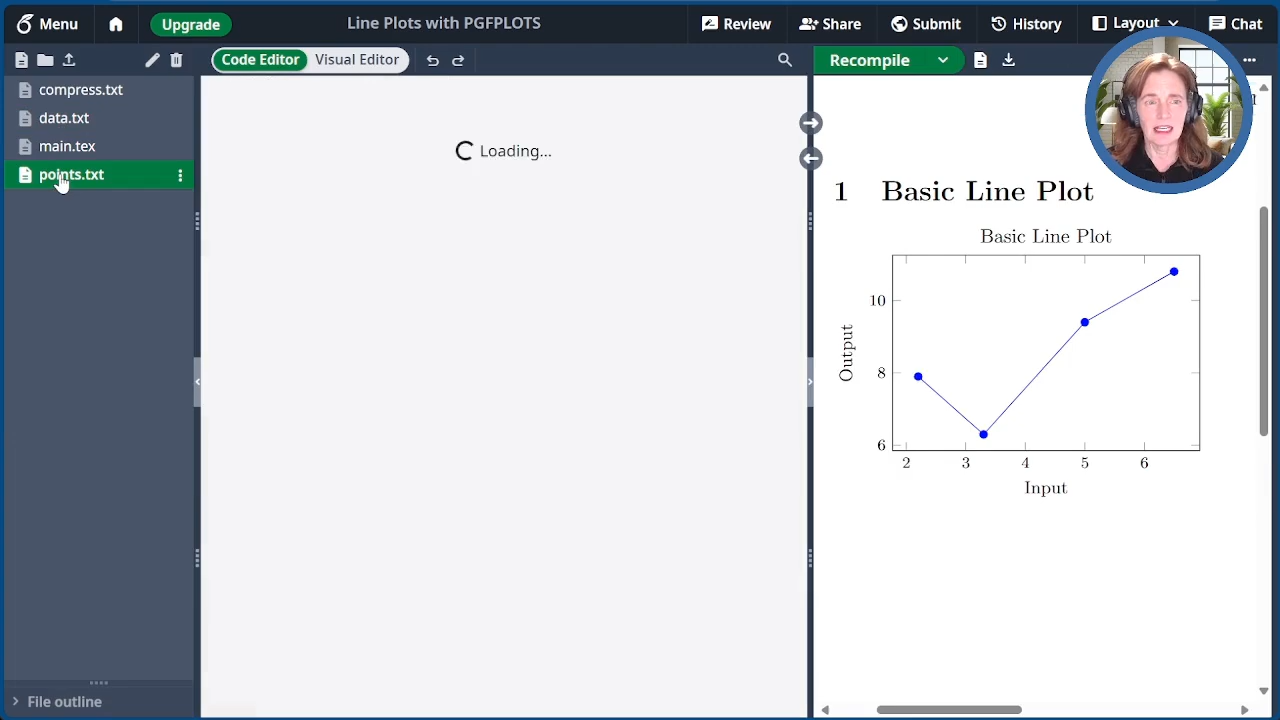 Menu
Upgrade
Line Plots with PGFPLOTS
Review
Share
Submit
History
Layout
Chat
Code Editor
Visual Editor
Recompile
compress.txt
data.txt
main.tex
points.txt
Loading...
1 Basic Line Plot
Basic Line Plot
10
8
6
Output
2 3 4 5 6
Input
File outline